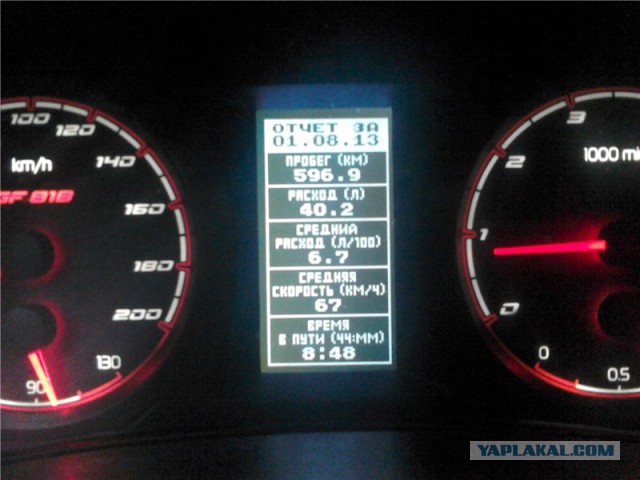 100
120
140
160
180
200
km/h
GF 816
90
130
ОТЧЕТ ЗА
01.08.13
ПРОБЕГ (КМ)
596.9
РАСХОД (Л)
40.2
СРЕДНИЙ
РАСХОД (Л/100)
6.7
СРЕДНЯЯ
СКОРОСТЬ (КМ/Ч)
67
ВРЕМЯ
В ПУТИ (ЧЧ:ММ)
8:48
3
2
1
0
1000
0
0.5
YAPLAKAL.COM